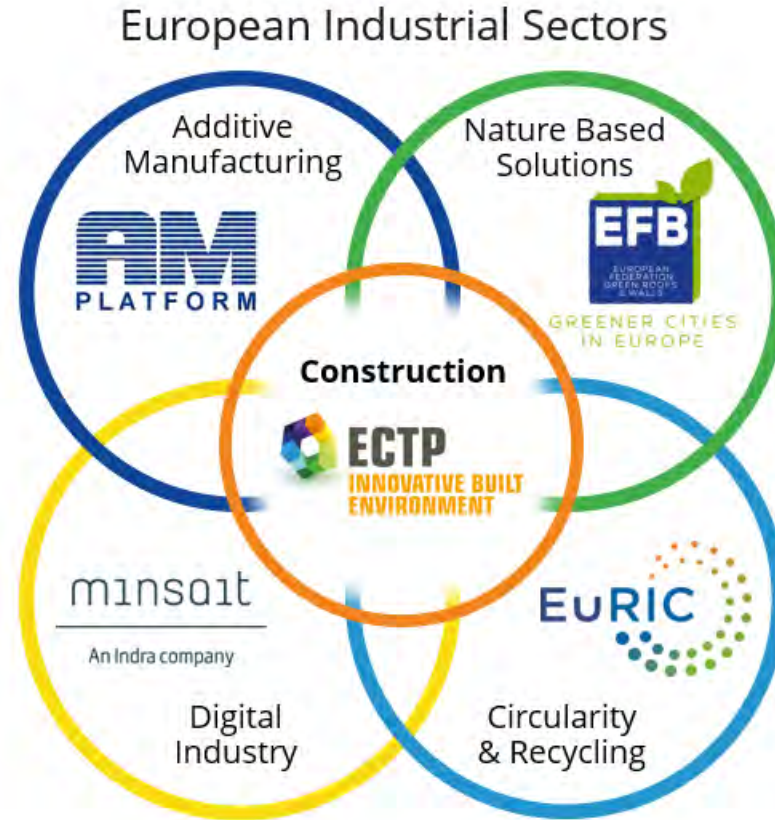 European Industrial Sectors
Additive
Manufacturing
AM
PLATFORM
Nature Based
Solutions
EFB
EUROPEAN
FEDERATION
GREEN ROOFS
& WALLS
GREENER CITIES
IN EUROPE
Construction
ECTP
INNOVATIVE BUILT
ENVIRONMENT
minsait
An Indra company
Digital
Industry
EuRIC
Circularity
& Recycling